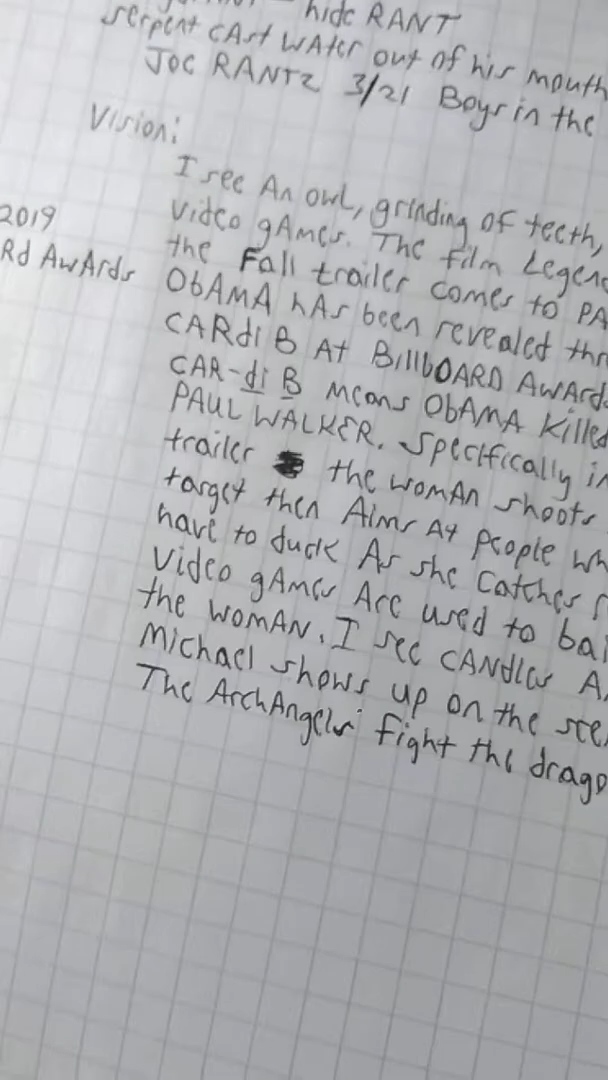 hide RANT
serpent cAst WAter out of his mouth
JOE RANTZ 3/21 Boys in the
Vision:
I see An owl, grinding of teeth,
2019 video gAmes. The film Legen
Rd AwArds the Fall trailer comes to PA
ObAMA hAs been revealed thr
CARdi B At BillbOARD AwArds
CAR-di B meAns ObAMA Killed
PAUL WALKER. Specifically in
trailer the womAn shoots
target then Aims At people wh
have to duck As she catches
Video gAmes Are used to bai
the womAn. I see cANdles A
Michael shows up on the sce
The ArchAngels fight the drago